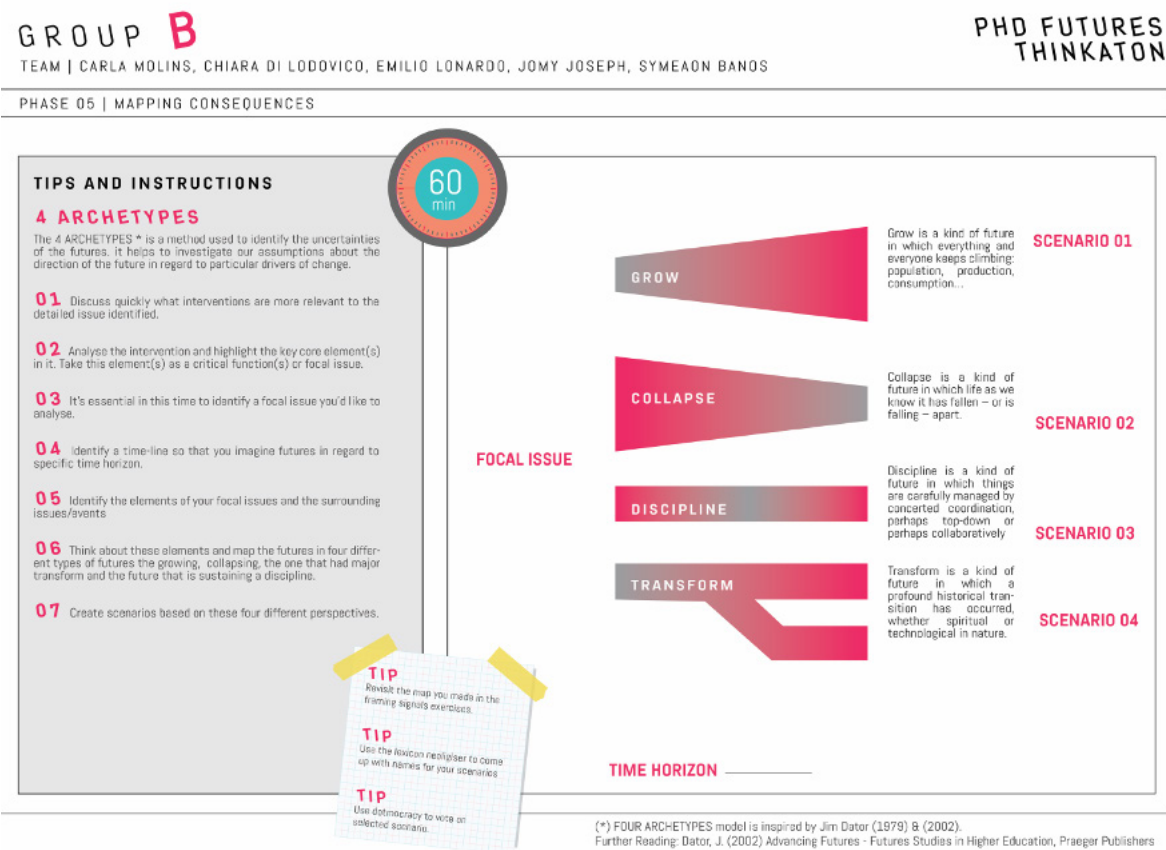 GROUP B
TEAM | CARLA MOLINS, CHIARA DI LODOVICO, EMILIO LONARDO, JOMY JOSEPH, SYMEAON BANOS
PHD FUTURES
THINKATON
PHASE 05 | MAPPING CONSEQUENCES
TIPS AND INSTRUCTIONS
4 ARCHETYPES
The 4 ARCHETYPES * is a method used to identify the uncertainties
of the futures. it helps to investigate our assumptions about the
direction of the future in regard to particular drivers of change.
01 Discuss quickly what interventions are more relevant to the
detailed issue identified.
02 Analyse the intervention and highlight the key core element(s)
in it. Take this element(s) as a critical function(s) or focal issue.
03 It's essential in this time to identify a focal issue you'd like to
analyse.
04 Identify a time-line so that you imagine futures in regard to
specific time horizon.
05 Identify the elements of your focal issues and the surrounding
issues/events
06 Think about these elements and map the futures in four differ-
ent types of futures the growing, collapsing, the one that had major
transform and the future that is sustaining a discipline.
07 Create scenarios based on these four different perspectives.
60
min
TIP
Revisit the map you made in the
framing signals exercises.
TIP
Use the lexicon neoligiser to come
up with names for your scenarios
TIP
Use dotmocracy to vote on
selected scenario.
FOCAL ISSUE
GROW
Grow is a kind of future
in which everything and
everyone keeps climbing:
population, production,
consumption...
SCENARIO 01
COLLAPSE
Collapse is a kind of
future in which life as we
know it has fallen – or is
falling – apart.
SCENARIO 02
DISCIPLINE
Discipline is a kind of
future in which things
are carefully managed by
concerted coordination,
perhaps top-down or
perhaps collaboratively
SCENARIO 03
TRANSFORM
Transform is a kind of
future in which a
profound historical tran-
sition has occurred,
whether spiritual or
technological in nature.
SCENARIO 04
TIME HORIZON
(*) FOUR ARCHETYPES model is inspired by Jim Dator (1979) & (2002).
Further Reading: Dator, J. (2002) Advancing Futures - Futures Studies in Higher Education, Praeger Publishers